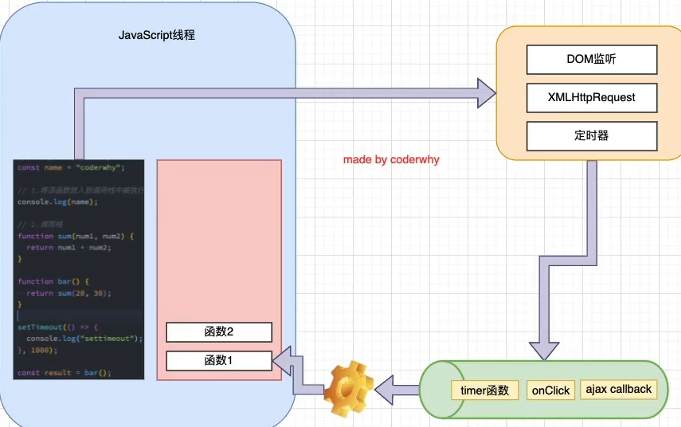 JavaScript线程
DOM监听
XMLHttpRequest
定时器
made by coderwhy
const name = "coderwhy";
// 1.将该函数放入到调用栈中被执行
console.log(name);
// 2.调用栈
function sum(num1, num2) {
return num1 + num2;
}
function bar() {
return sum(20, 30);
}
setTimeout(() => {
console.log("settimeout");
}, 1000);
const result = bar();
函数2
函数1
timer函数
onClick
ajax callback